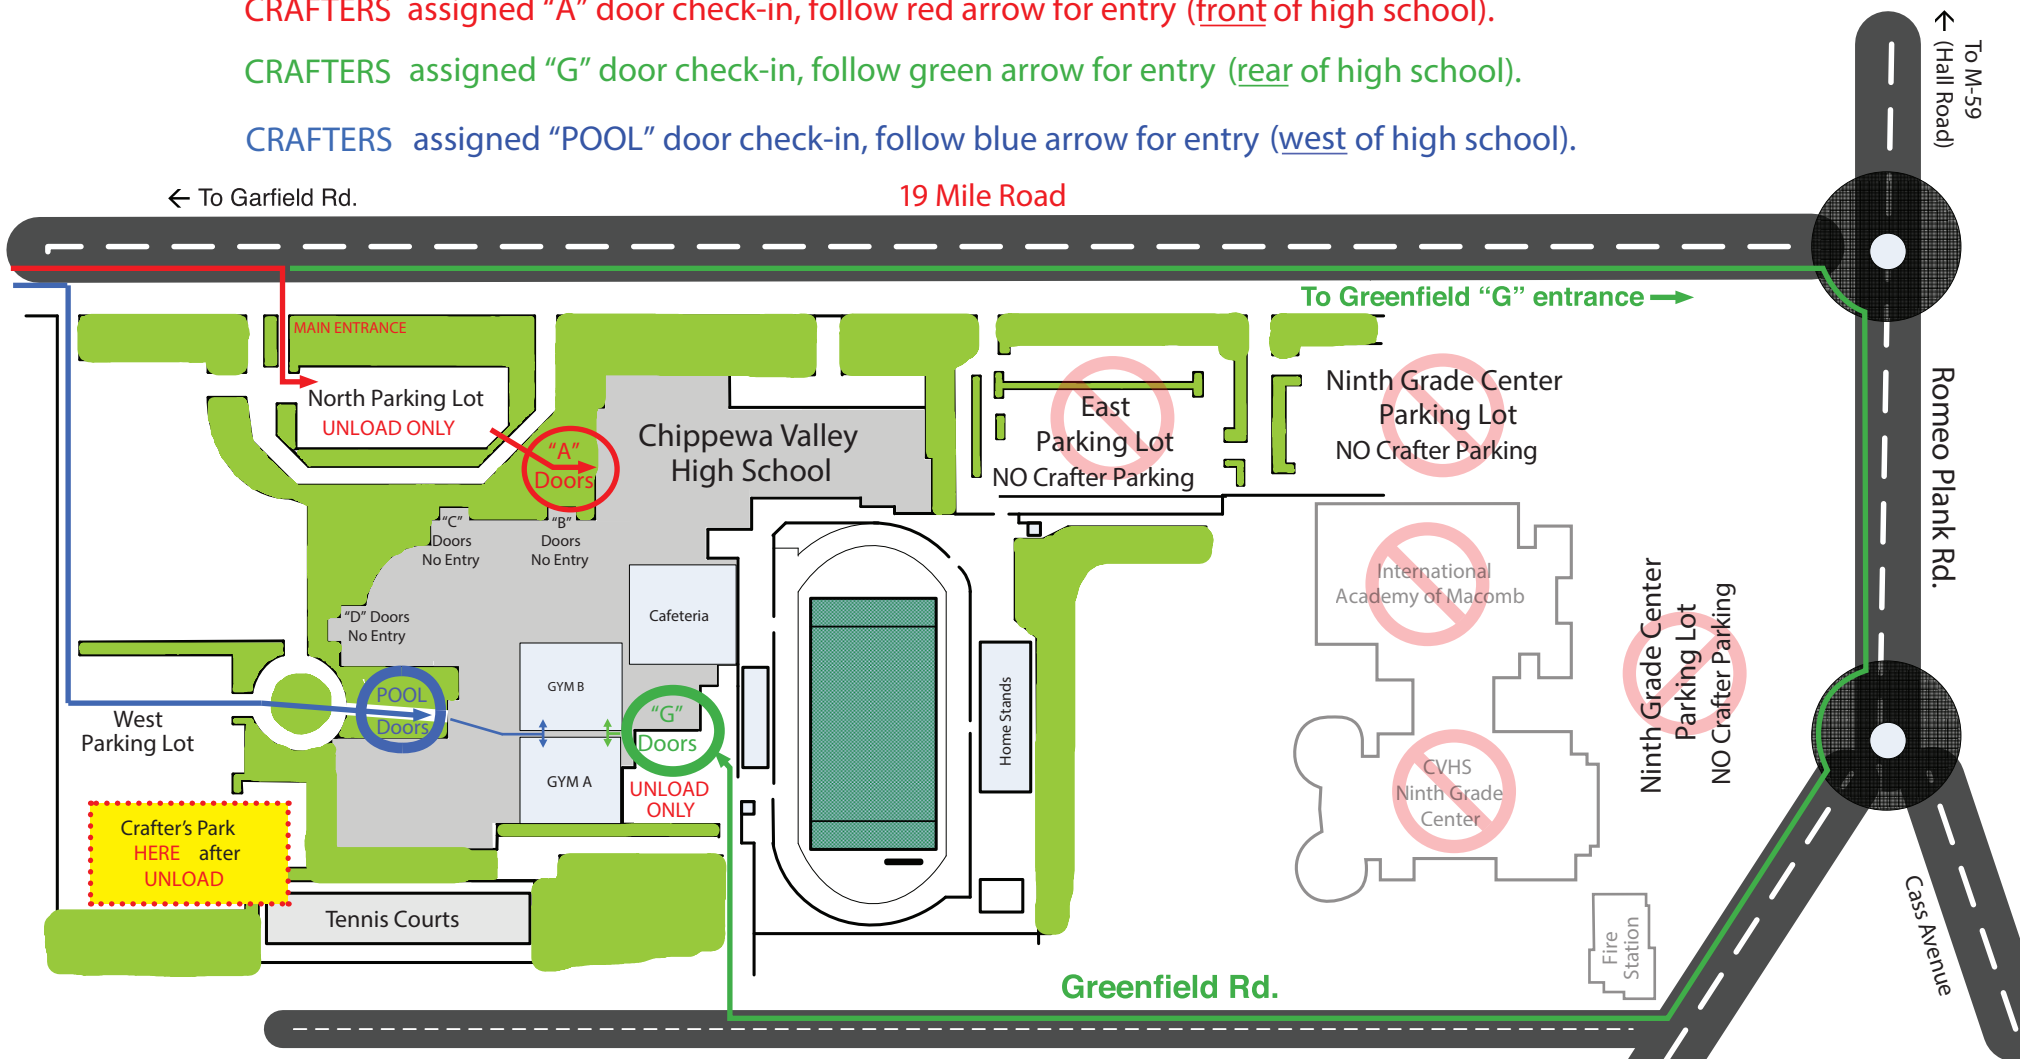 CRAFTERS assigned “A” door check-in, follow red arrow for entry (front of high school).
CRAFTERS assigned “G” door check-in, follow green arrow for entry (rear of high school).
CRAFTERS assigned “POOL” door check-in, follow blue arrow for entry (west of high school).
← To M-59
(Hall Road)
← To Garfield Rd.
19 Mile Road
To Greenfield “G” entrance →
MAIN ENTRANCE
North Parking Lot
UNLOAD ONLY
“A”
Doors
Chippewa Valley
High School
East
Parking Lot
NO Crafter Parking
Ninth Grade Center
Parking Lot
NO Crafter Parking
Romeo Plank Rd.
“C”
Doors
No Entry
“B”
Doors
No Entry
“D” Doors
No Entry
Cafeteria
International
Academy of Macomb
Ninth Grade Center
Parking Lot
NO Crafter Parking
POOL
Doors
GYM B
“G”
Doors
Home Stands
West
Parking Lot
GYM A
UNLOAD
ONLY
CVHS
Ninth Grade
Center
Crafter’s Park
HERE after
UNLOAD
Tennis Courts
Fire
Station
Cass Avenue
Greenfield Rd.